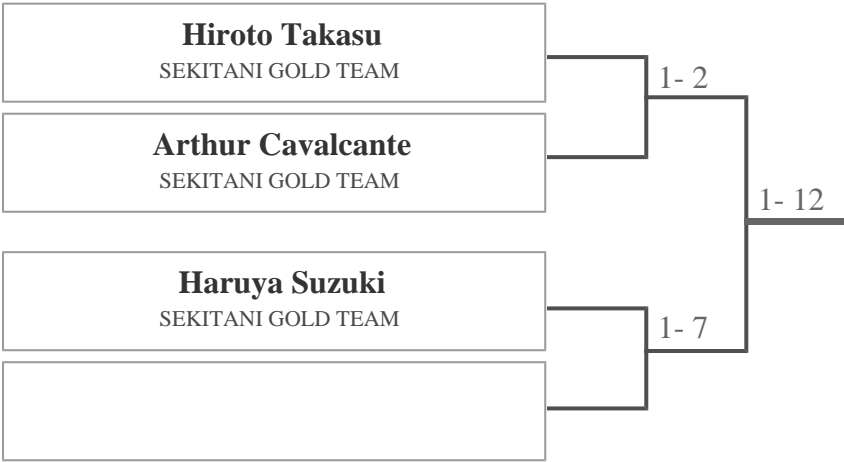 Hiroto Takasu
SEKITANI GOLD TEAM
1- 2
Arthur Cavalcante
SEKITANI GOLD TEAM
1- 12
Haruya Suzuki
SEKITANI GOLD TEAM
1- 7